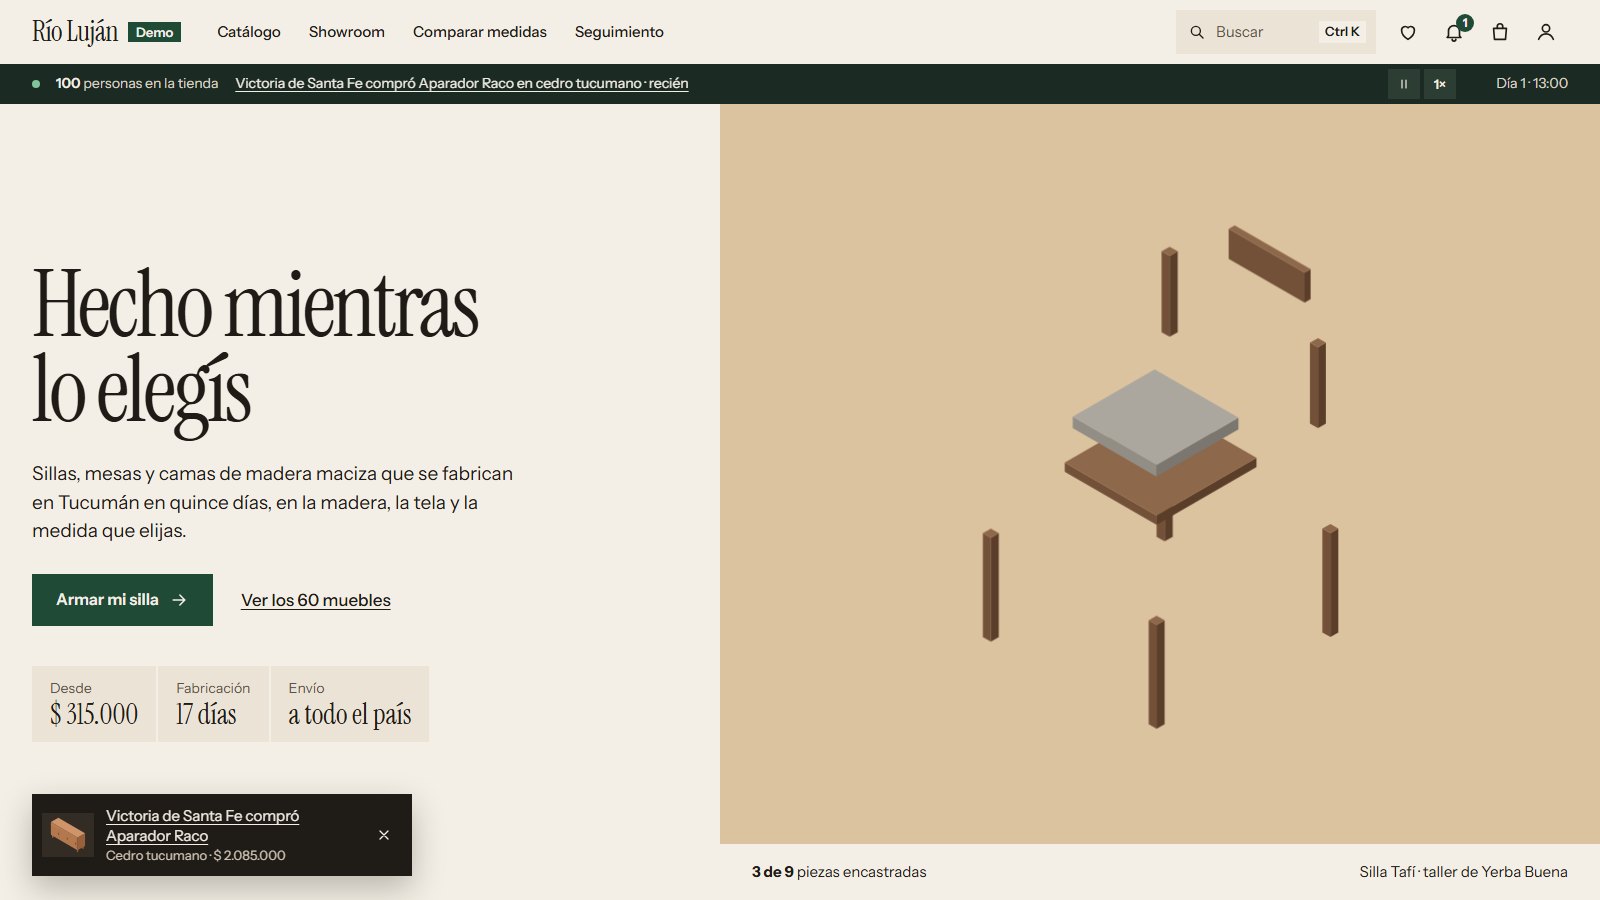 Río Luján
Demo
Catálogo
Showroom
Comparar medidas
Seguimiento
Buscar
Ctrl K
1
100 personas en la tienda
Victoria de Santa Fe compró Aparador Raco en cedro tucumano · recién
1×
Día 1 · 13:00
Hecho mientras
lo elegís
Sillas, mesas y camas de madera maciza que se fabrican
en Tucumán en quince días, en la madera, la tela y la
medida que elijas.
Armar mi silla →
Ver los 60 muebles
Desde
$ 315.000
Fabricación
17 días
Envío
a todo el país
Victoria de Santa Fe compró
Aparador Raco
Cedro tucumano · $ 2.085.000
3 de 9 piezas encastradas
Silla Tafí · taller de Yerba Buena